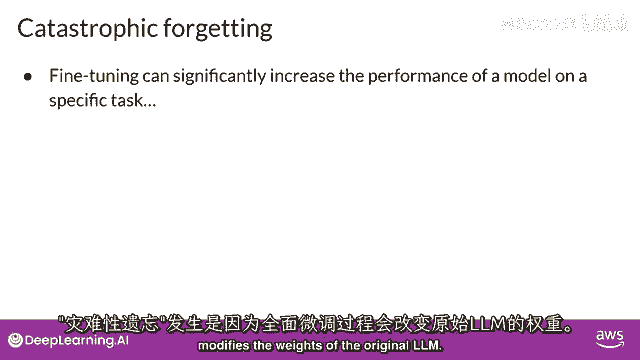 Catastrophic forgetting
● Fine-tuning can significantly increase the performance of a model on a
specific task…
"灾难性遗忘"发生是因为全面微调过程会改变原始LLM的权重。
modifies the weights of the original LLM.
DeepLearning.AI
aws